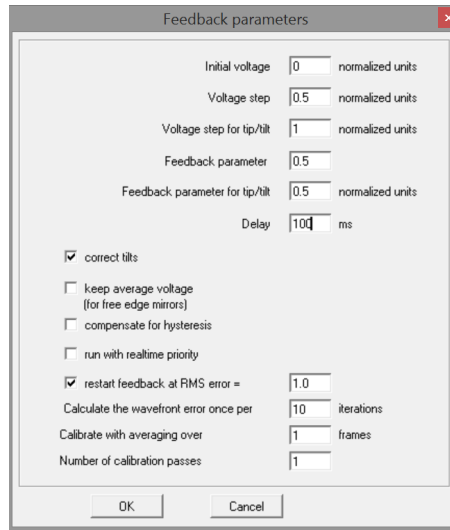 Feedback parameters
Initial voltage 0 normalized units
Voltage step 0.5 normalized units
Voltage step for tip/tilt 1 normalized units
Feedback parameter 0.5
Feedback parameter for tip/tilt 0.5 normalized units
Delay 100 ms
correct tilts
keep average voltage
(for free edge mirrors)
compensate for hysteresis
run with realtime priority
restart feedback at RMS error = 1.0
Calculate the wavefront error once per 10 iterations
Calibrate with averaging over 1 frames
Number of calibration passes 1
OK Cancel